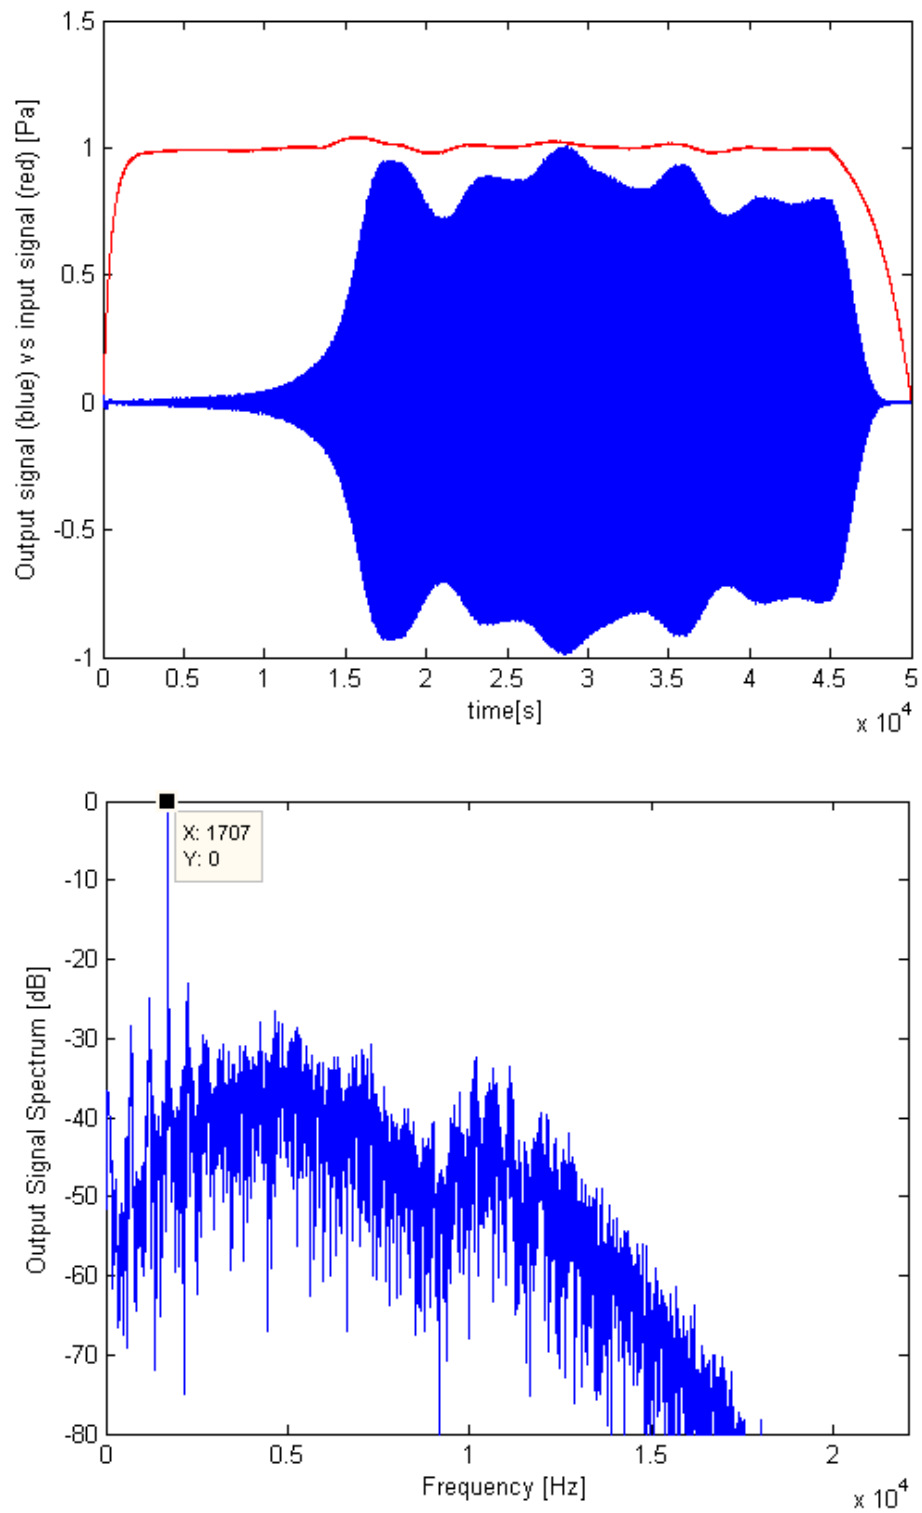 Output signal (blue) vs input signal (red) [Pa]
1.5
1
0.5
0
-0.5
-1
0 0.5 1 1.5 2 2.5 3 3.5 4 4.5 5
time[s]
x 10^4
Output Signal Spectrum [dB]
0
X: 1707
Y: 0
-10
-20
-30
-40
-50
-60
-70
-80
0 0.5 1 1.5 2
Frequency [Hz]
x 10^4